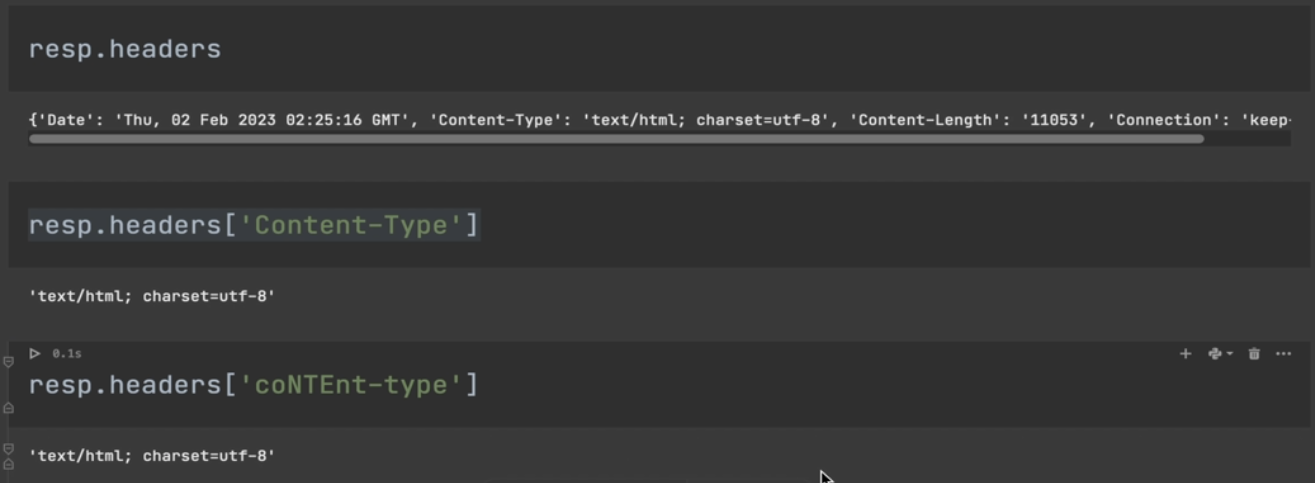 resp.headers
{'Date': 'Thu, 02 Feb 2023 02:25:16 GMT', 'Content-Type': 'text/html; charset=utf-8', 'Content-Length': '11053', 'Connection': 'keep-
resp.headers['Content-Type']
'text/html; charset=utf-8'
0.1s
resp.headers['coNTEnt-type']
'text/html; charset=utf-8'